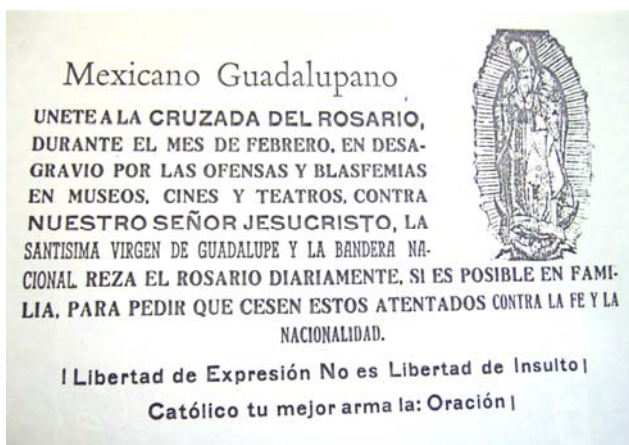 Mexicano Guadalupano
UNETE A LA CRUZADA DEL ROSARIO,
DURANTE EL MES DE FEBRERO, EN DESA-
GRAVIO POR LAS OFENSAS Y BLASFEMIAS
EN MUSEOS, CINES Y TEATROS, CONTRA
NUESTRO SEÑOR JESUCRISTO, LA
SANTISIMA VIRGEN DE GUADALUPE Y LA BANDERA NA-
CIONAL. REZA EL ROSARIO DIARIAMENTE, SI ES POSIBLE EN FAMI-
LIA, PARA PEDIR QUE CESEN ESTOS ATENTADOS CONTRA LA FE Y LA
NACIONALIDAD.
¡Libertad de Expresión No es Libertad de Insulto¡
Católico tu mejor arma la: Oración¡